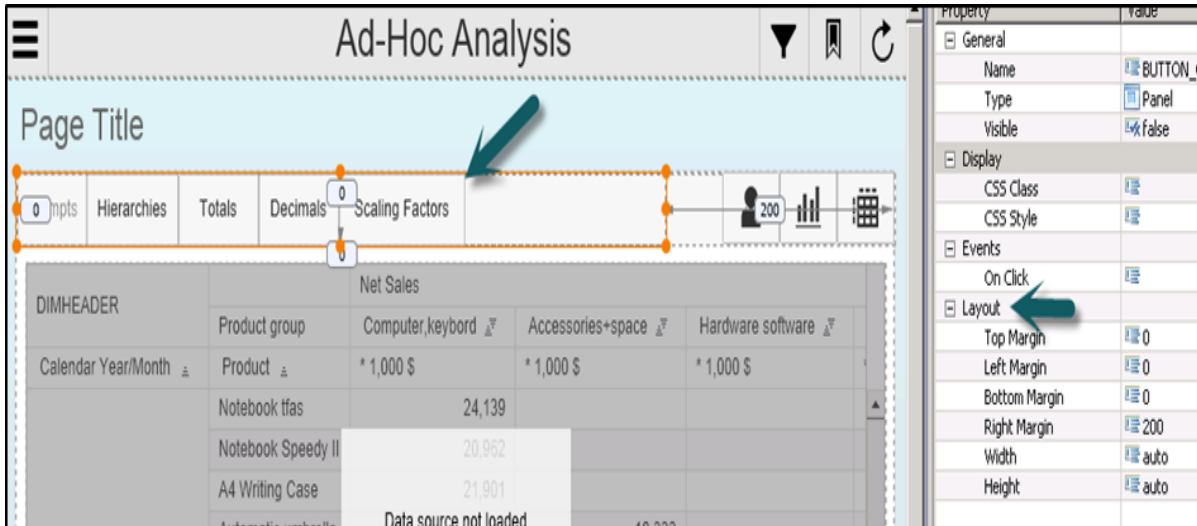 Ad-Hoc Analysis
Page Title
0 mpts Hierarchies Totals Decimals 0 Scaling Factors 200
0
DIMHEADER Net Sales
Product group Computer,keybord Accessories+space Hardware software
Calendar Year/Month Product * 1,000 $ * 1,000 $ * 1,000 $
Notebook tfas 24,139
Notebook Speedy II 20,962
A4 Writing Case 21,901
Data source not loaded
Property Value
General
Name BUTTON_
Type Panel
Visible false
Display
CSS Class
CSS Style
Events
On Click
Layout
Top Margin 0
Left Margin 0
Bottom Margin 0
Right Margin 200
Width auto
Height auto